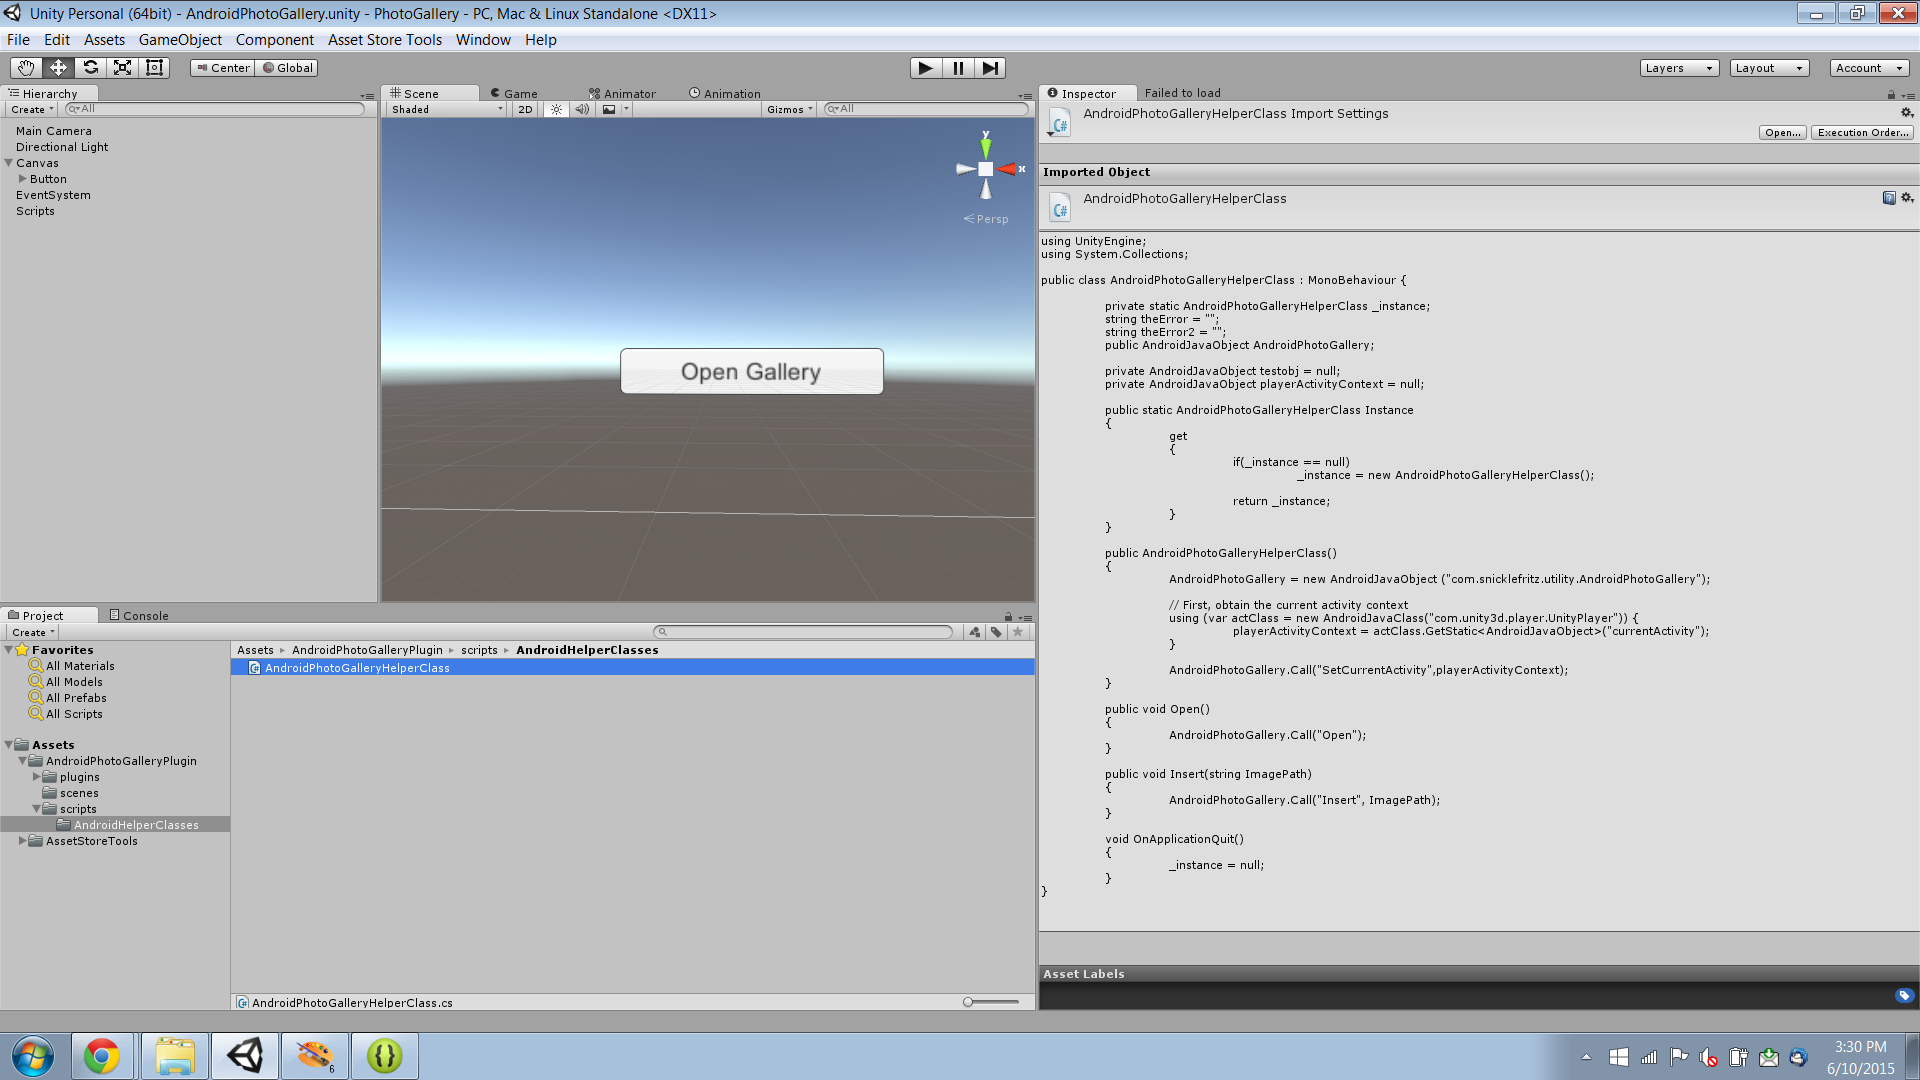 Unity Personal (64bit) - AndroidPhotoGallery.unity - PhotoGallery - PC, Mac & Linux Standalone <DX11>
File Edit Assets GameObject Component Asset Store Tools Window Help
Center Global
Layers Layout Account
Hierarchy
Create All
Main Camera
Directional Light
Canvas
Button
EventSystem
Scripts
Scene Game Animator Animation
Shaded 2D Gizmos All
y
x
Persp
Open Gallery
Project Console
Create
Favorites
All Materials
All Models
All Prefabs
All Scripts
Assets
AndroidPhotoGalleryPlugin
plugins
scenes
scripts
AndroidHelperClasses
AssetStoreTools
Assets AndroidPhotoGalleryPlugin scripts AndroidHelperClasses
AndroidPhotoGalleryHelperClass
AndroidPhotoGalleryHelperClass.cs
Inspector Failed to load
C#
AndroidPhotoGalleryHelperClass Import Settings
Open... Execution Order...
Imported Object
C#
AndroidPhotoGalleryHelperClass
using UnityEngine;
using System.Collections;
public class AndroidPhotoGalleryHelperClass : MonoBehaviour {
private static AndroidPhotoGalleryHelperClass _instance;
string theError = "";
string theError2 = "";
public AndroidJavaObject AndroidPhotoGallery;
private AndroidJavaObject testobj = null;
private AndroidJavaObject playerActivityContext = null;
public static AndroidPhotoGalleryHelperClass Instance
{
get
{
if(_instance == null)
_instance = new AndroidPhotoGalleryHelperClass();
return _instance;
}
}
public AndroidPhotoGalleryHelperClass()
{
AndroidPhotoGallery = new AndroidJavaObject ("com.snicklefritz.utility.AndroidPhotoGallery");
// First, obtain the current activity context
using (var actClass = new AndroidJavaClass("com.unity3d.player.UnityPlayer")) {
playerActivityContext = actClass.GetStatic<AndroidJavaObject>("currentActivity");
}
AndroidPhotoGallery.Call("SetCurrentActivity",playerActivityContext);
}
public void Open()
{
AndroidPhotoGallery.Call("Open");
}
public void Insert(string ImagePath)
{
AndroidPhotoGallery.Call("Insert", ImagePath);
}
void OnApplicationQuit()
{
_instance = null;
}
}
Asset Labels
6
3:30 PM
6/10/2015